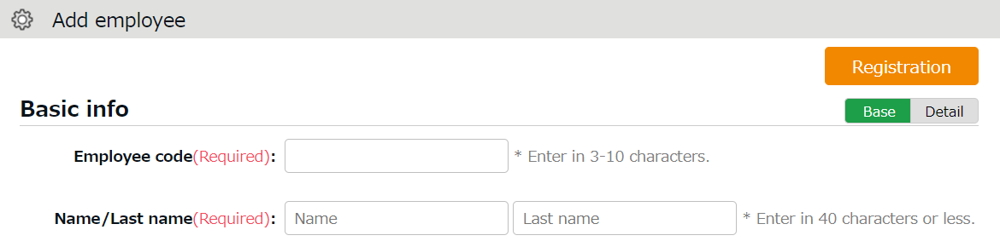 Add employee
Registration
Basic info
Base Detail
Employee code(Required): * Enter in 3-10 characters.
Name/Last name(Required): Name Last name * Enter in 40 characters or less.